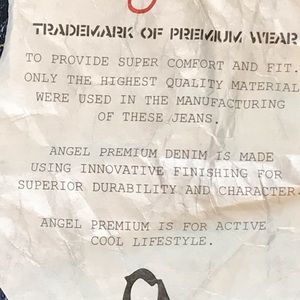 TRADEMARK OF PREMIUM WEAR
TO PROVIDE SUPER COMFORT AND FIT.
ONLY THE HIGHEST QUALITY MATERIAL
WERE USED IN THE MANUFACTURING
OF THESE JEANS.
ANGEL PREMIUM DENIM IS MADE
USING INNOVATIVE FINISHING FOR
SUPERIOR DURABILITY AND CHARACTER.
ANGEL PREMIUM IS FOR ACTIVE
COOL LIFESTYLE.